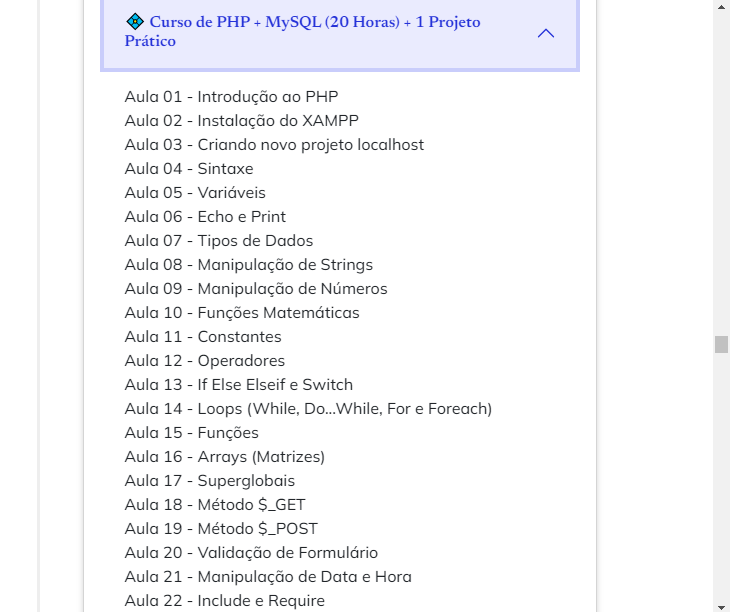 Curso de PHP + MySQL (20 Horas) + 1 Projeto
Prático
Aula 01 - Introdução ao PHP
Aula 02 - Instalação do XAMPP
Aula 03 - Criando novo projeto localhost
Aula 04 - Sintaxe
Aula 05 - Variáveis
Aula 06 - Echo e Print
Aula 07 - Tipos de Dados
Aula 08 - Manipulação de Strings
Aula 09 - Manipulação de Números
Aula 10 - Funções Matemáticas
Aula 11 - Constantes
Aula 12 - Operadores
Aula 13 - If Else Elseif e Switch
Aula 14 - Loops (While, Do...While, For e Foreach)
Aula 15 - Funções
Aula 16 - Arrays (Matrizes)
Aula 17 - Superglobais
Aula 18 - Método $_GET
Aula 19 - Método $_POST
Aula 20 - Validação de Formulário
Aula 21 - Manipulação de Data e Hora
Aula 22 - Include e Require